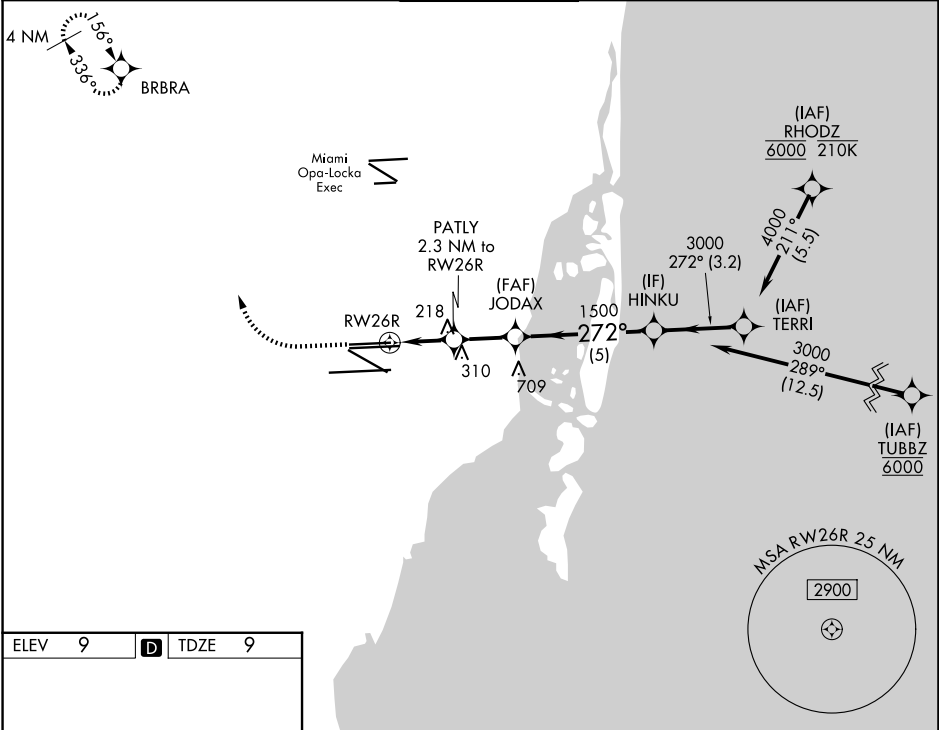 4 NM
156°
336°
BRBRA
Miami
Opa-Locka
Exec
(IAF)
RHODZ
6000 210K
4000
211°
(5.5)
PATLY
2.3 NM to
RW26R
3000
272° (3.2)
(FAF)
JODAX
(IF)
HINKU
(IAF)
TERRI
218
RW26R
1500
272°
(5)
310
709
3000
289°
(12.5)
(IAF)
TUBBZ
6000
MSA RW26R 25 NM
2900
ELEV 9 D TDZE 9